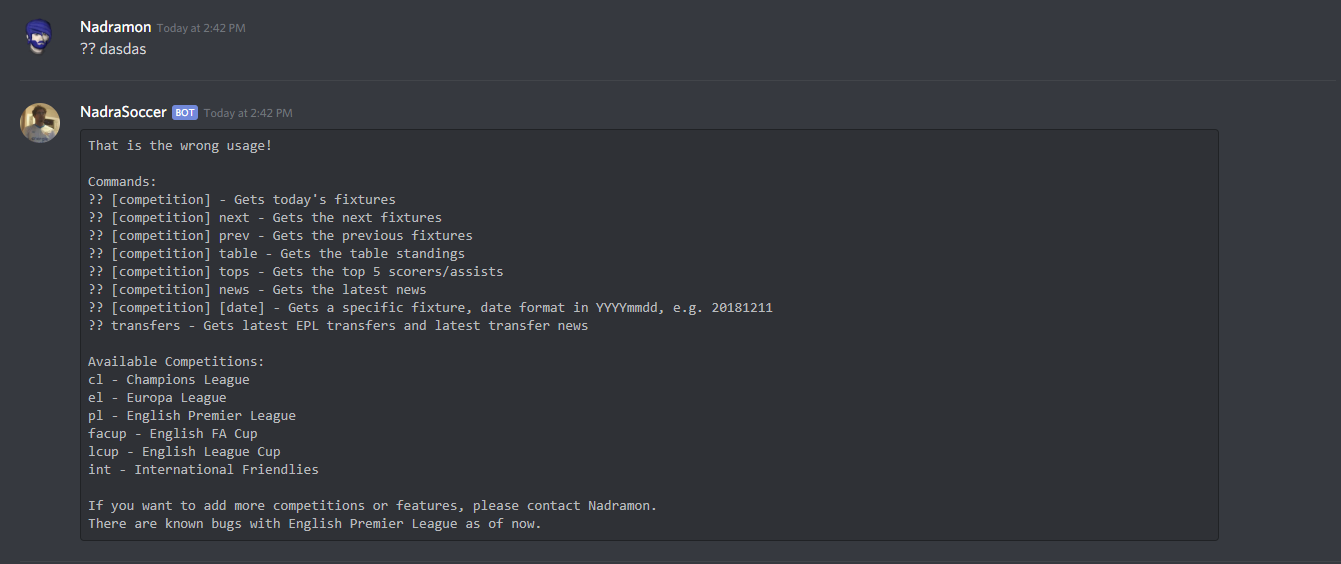 Nadramon Today at 2:42 PM
?? dasdas
NadraSoccer BOT Today at 2:42 PM
That is the wrong usage!
Commands:
?? [competition] - Gets today's fixtures
?? [competition] next - Gets the next fixtures
?? [competition] prev - Gets the previous fixtures
?? [competition] table - Gets the table standings
?? [competition] tops - Gets the top 5 scorers/assists
?? [competition] news - Gets the latest news
?? [competition] [date] - Gets a specific fixture, date format in YYYYmmdd, e.g. 20181211
?? transfers - Gets latest EPL transfers and latest transfer news
Available Competitions:
cl - Champions League
el - Europa League
pl - English Premier League
facup - English FA Cup
lcup - English League Cup
int - International Friendlies
If you want to add more competitions or features, please contact Nadramon.
There are known bugs with English Premier League as of now.